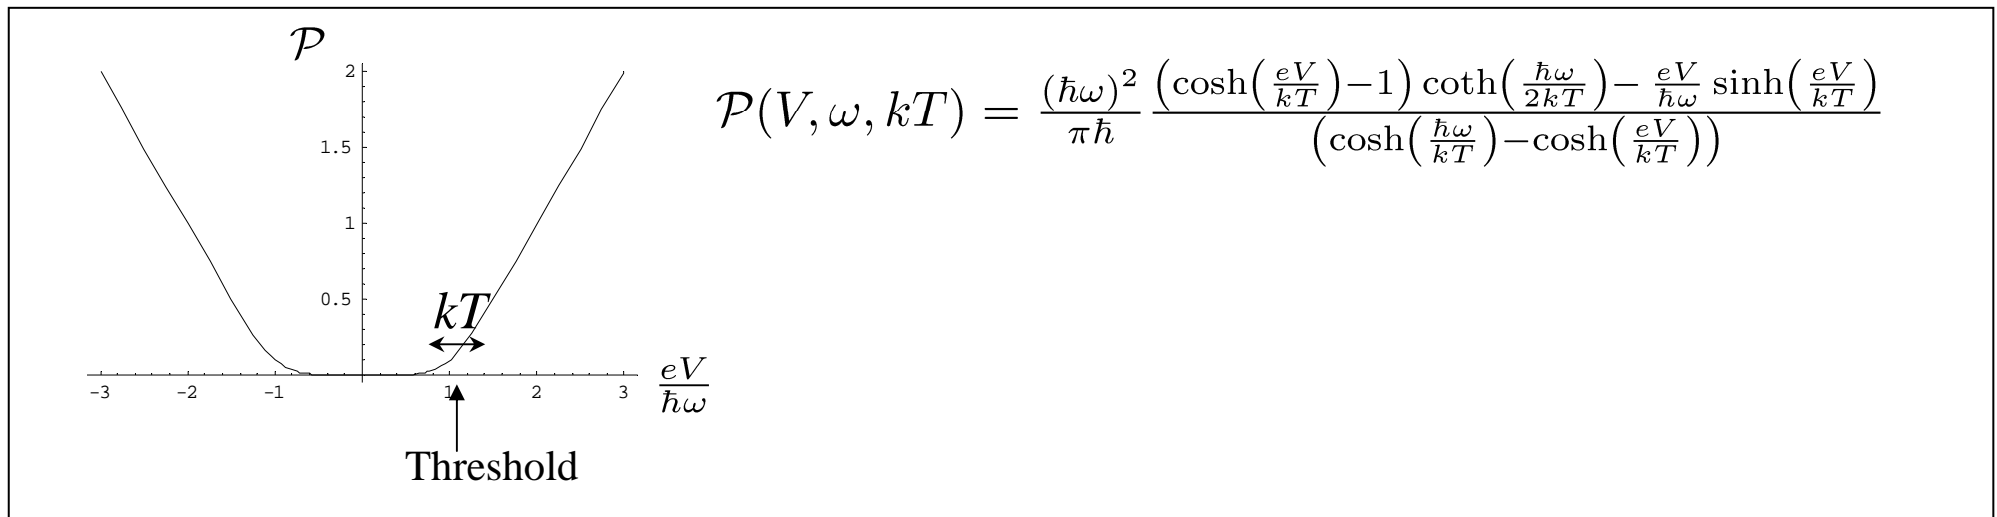 𝒫
𝒫(V, ω, kT) = (ħω)²/πħ ((cosh(eV/kT)−1) coth(ħω/2kT)− eV/ħω sinh(eV/kT))/((cosh(ħω/kT)−cosh(eV/kT)))
2
1.5
1
0.5
kT
-3 -2 -1 1 2 3
eV/ħω
Threshold